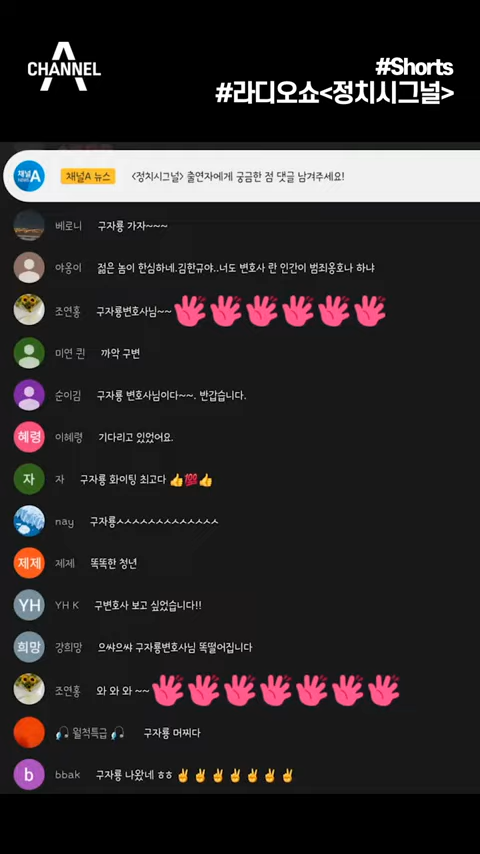 CHANNEL A
#Shorts
#라디오쇼<정치시그널>
채널A NEWS 채널A 뉴스 <정치시그널> 출연자에게 궁금한 점 댓글 남겨주세요!
베로니 구자룡 가자~~~
야옹이 젊은 놈이 한심하네.김한규야..너도 변호사 란 인간이 범죄옹호나 하냐
조연홍 구자룡변호사님~~
미연 퀸 까악 구변
순이김 구자룡 변호사님이다~~. 반갑습니다.
혜령 이혜령 기다리고 있었어요.
자 자 구자룡 화이팅 최고다 👍💯👍
nay 구자룡ㅅㅅㅅㅅㅅㅅㅅㅅㅅㅅㅅㅅㅅ
제제 제제 똑똑한 청년
YH YH K 구변호사 보고 싶었습니다!!
희망 강희망 으쌰으쌰 구자룡변호사님 똑떨어집니다
조연홍 와 와 와 ~~
🎧 월척특급 🎧 구자룡 머찌다
b bbak 구자룡 나왔네 ㅎㅎ ✌✌✌✌✌✌✌